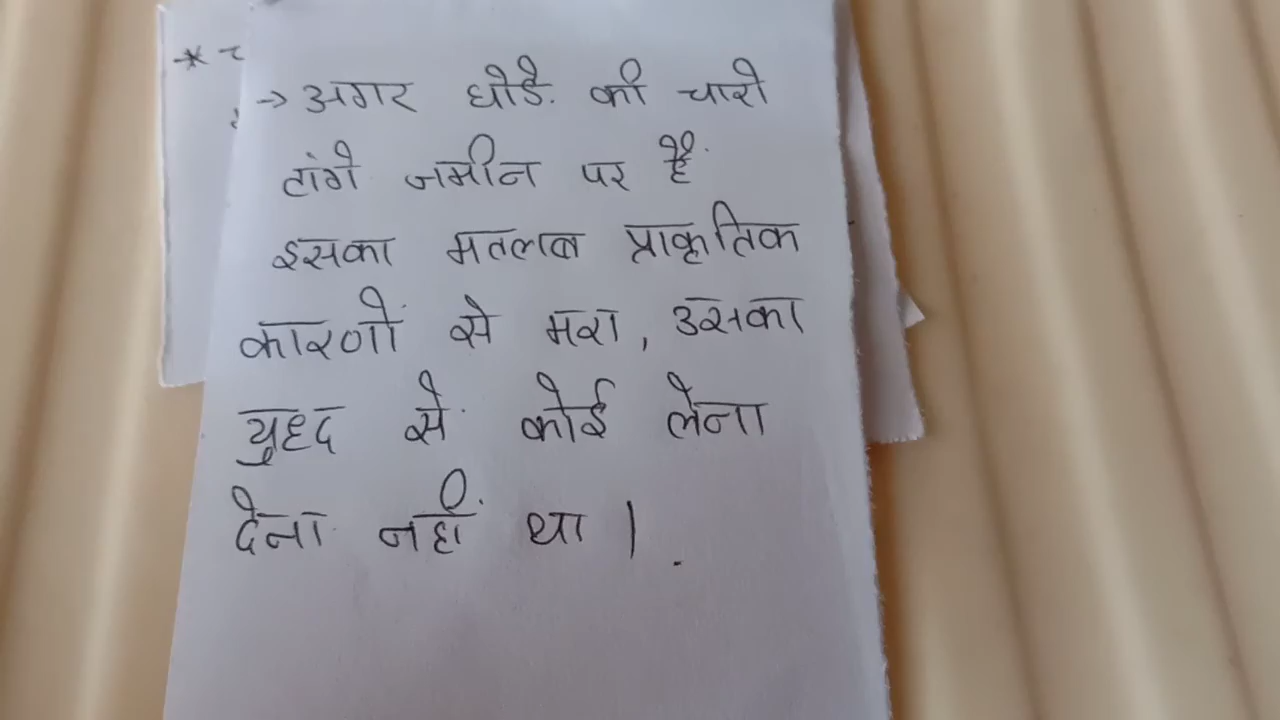 → अगर घोडे की चारो
टांगे जमीन पर है
इसका मतलब प्राकृतिक
कारणों से मरा, उसका
युध्द से कोई लेना
देना नहीं था।